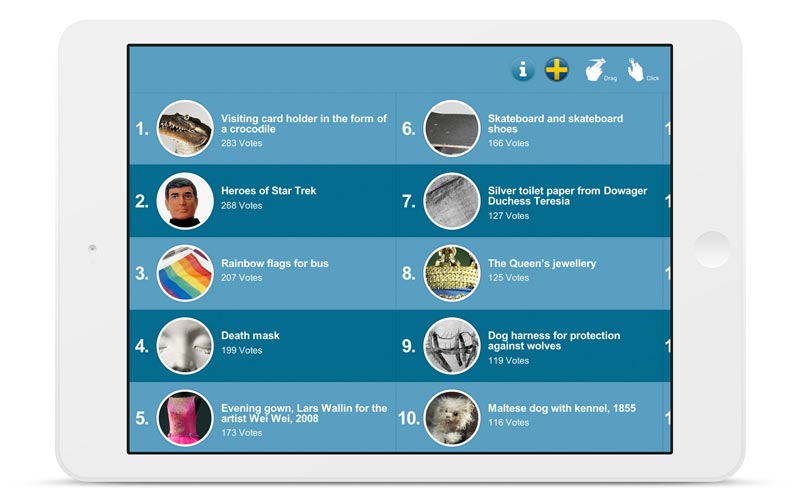 i
Drag
Click
1.
Visiting card holder in the form of
a crocodile
283 Votes
2.
Heroes of Star Trek
268 Votes
3.
Rainbow flags for bus
207 Votes
4.
Death mask
199 Votes
5.
Evening gown, Lars Wallin for the
artist Wei Wei, 2008
173 Votes
6.
Skateboard and skateboard
shoes
166 Votes
7.
Silver toilet paper from Dowager
Duchess Teresia
127 Votes
8.
The Queen's jewellery
125 Votes
9.
Dog harness for protection
against wolves
119 Votes
10.
Maltese dog with kennel, 1855
116 Votes
1
1
1
1
1